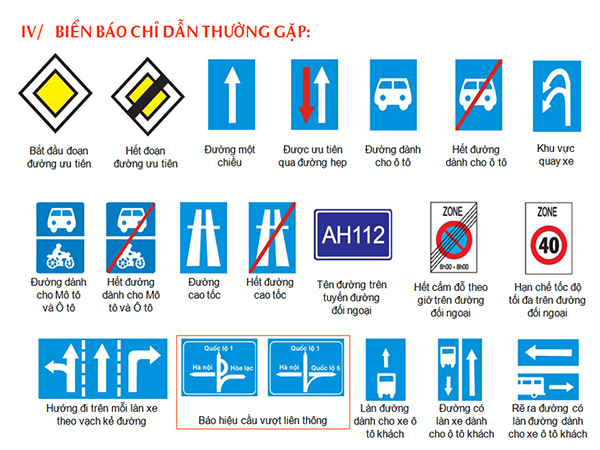 IV/ BIỂN BÁO CHỈ DẪN THƯỜNG GẶP:
Bắt đầu đoạn
đường ưu tiên
Hết đoạn
đường ưu tiên
Đường một
chiều
Được ưu tiên
qua đường hẹp
Đường dành
cho ô tô
Hết đường
dành cho ô tô
Khu vực
quay xe
AH112
ZONE
6h00 - 8h00
ZONE
40
Đường dành
cho Mô tô
và Ô tô
Hết đường
dành cho Mô
tô và Ô tô
Đường
cao tốc
Hết đường
cao tốc
Tên đường trên
tuyến đường
đối ngoại
Hết cấm đỗ theo
giờ trên đường
đối ngoại
Hạn chế tốc độ
tối đa trên đường
đối ngoại
Quốc lộ 1
Hà nội
Hòa lạc
Quốc lộ 1
Hà nội
Quốc lộ 6
Hướng đi trên mỗi làn xe
theo vạch kẻ đường
Báo hiệu cầu vượt liên thông
Làn đường
dành cho xe ô
tô khách
Đường có
làn xe dành
cho ô tô khách
Rẽ ra đường có
làn đường dành
cho xe ô tô khách